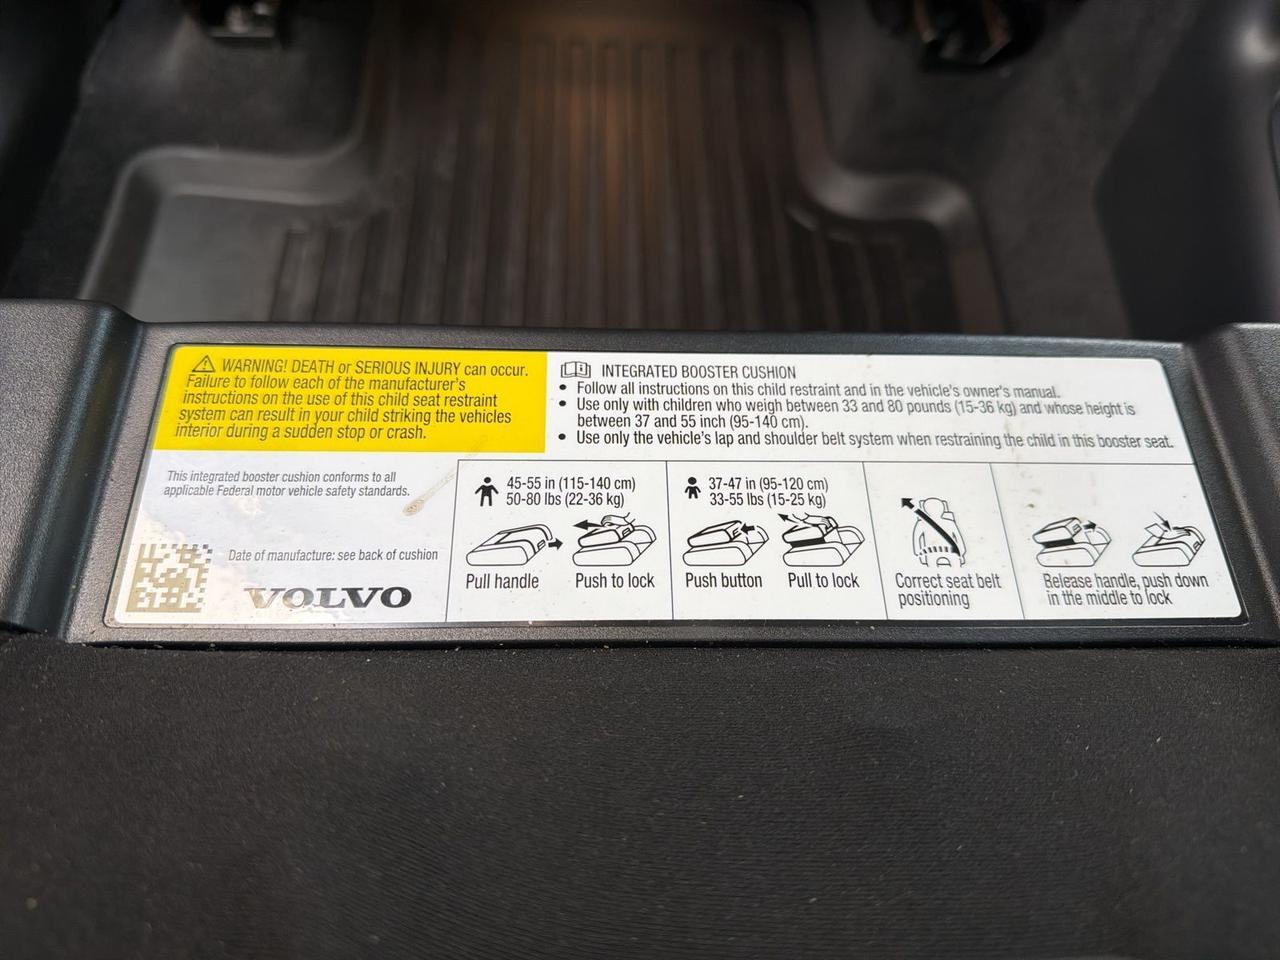 WARNING! DEATH or SERIOUS INJURY can occur.
Failure to follow each of the manufacturer's
instructions on the use of this child seat restraint
system can result in your child striking the vehicles
interior during a sudden stop or crash.
INTEGRATED BOOSTER CUSHION
• Follow all instructions on this child restraint and in the vehicle's owner's manual.
• Use only with children who weigh between 33 and 80 pounds (15-36 kg) and whose height is
between 37 and 55 inch (95-140 cm).
• Use only the vehicle's lap and shoulder belt system when restraining the child in this booster seat.
This integrated booster cushion conforms to all
applicable Federal motor vehicle safety standards.
Date of manufacture: see back of cushion
VOLVO
45-55 in (115-140 cm)
50-80 lbs (22-36 kg)
Pull handle
Push to lock
37-47 in (95-120 cm)
33-55 lbs (15-25 kg)
Push button
Pull to lock
Correct seat belt
positioning
Belease handle, push down
in the middle to lock